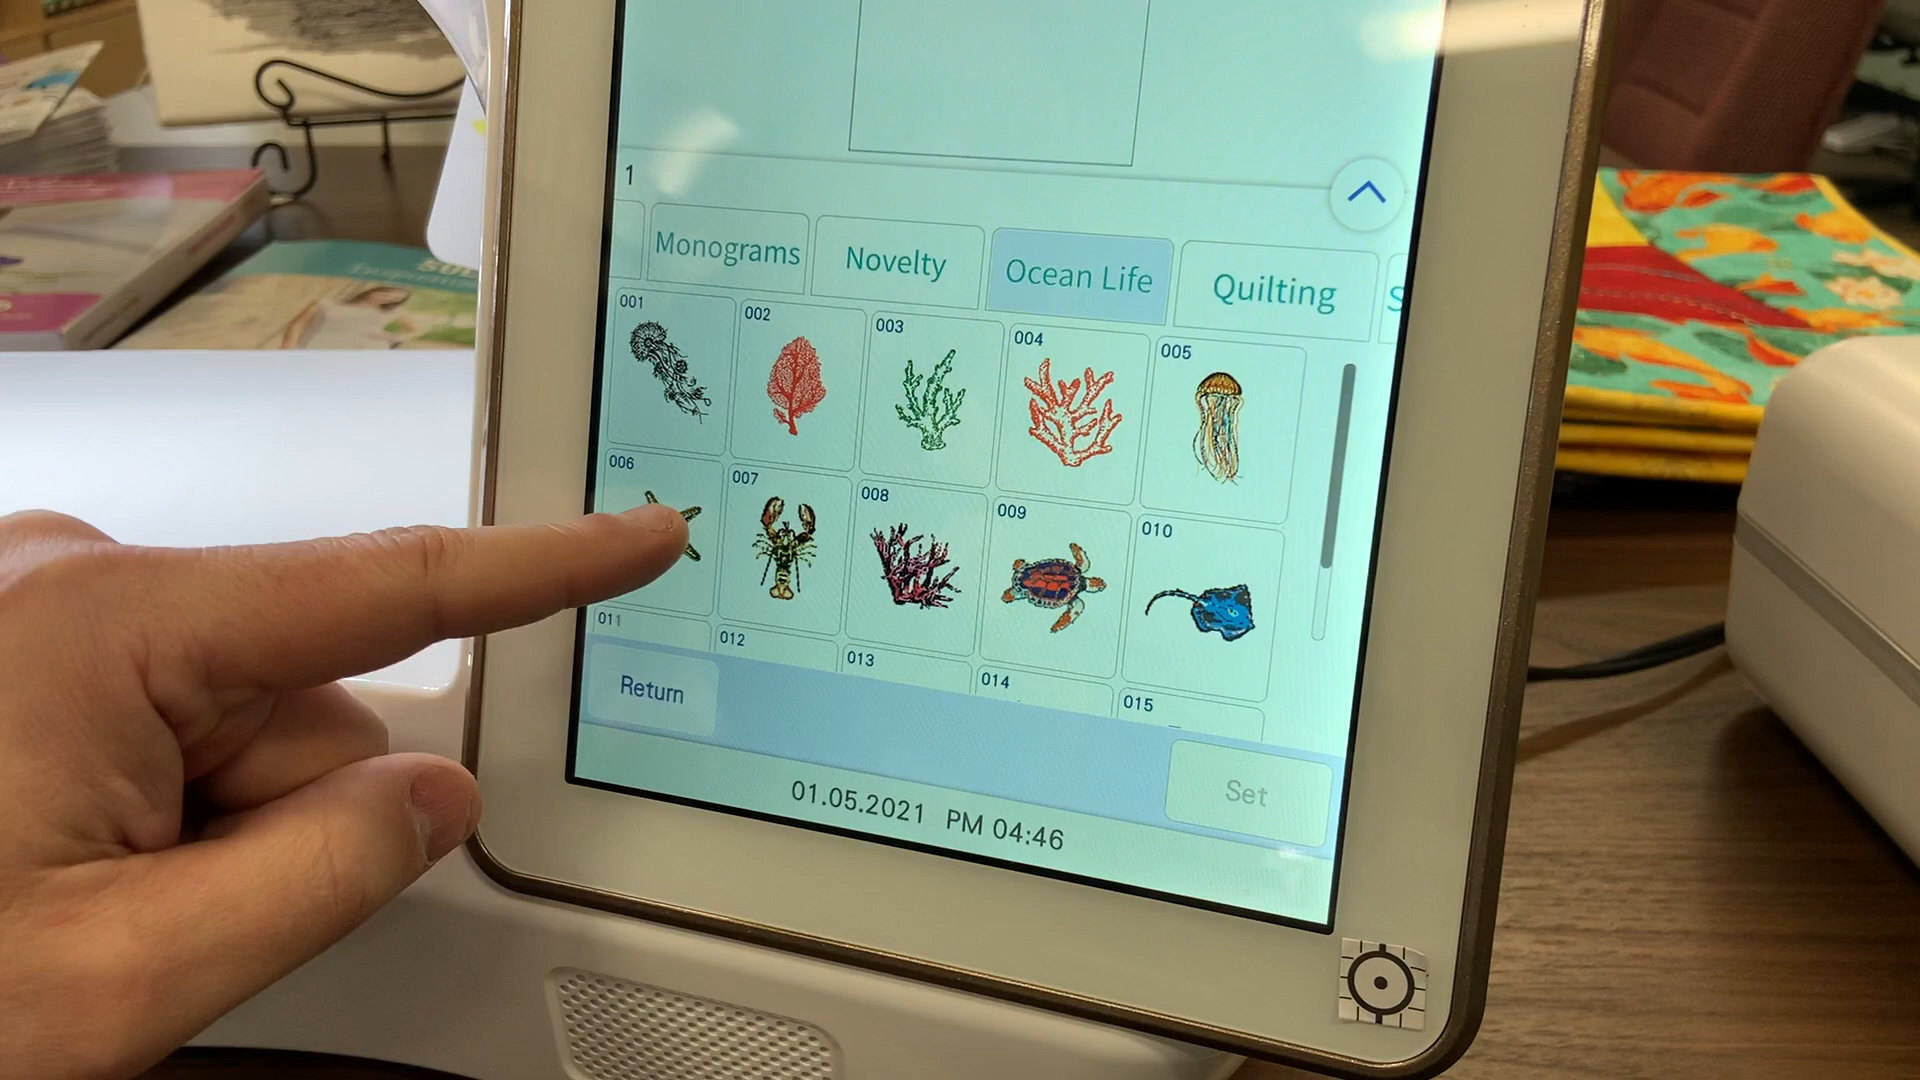 1
Monograms Novelty Ocean Life Quilting S
001 002 003 004 005
006 007 008 009 010
011 012 013 014 015
Return
Set
01.05.2021 PM 04:46